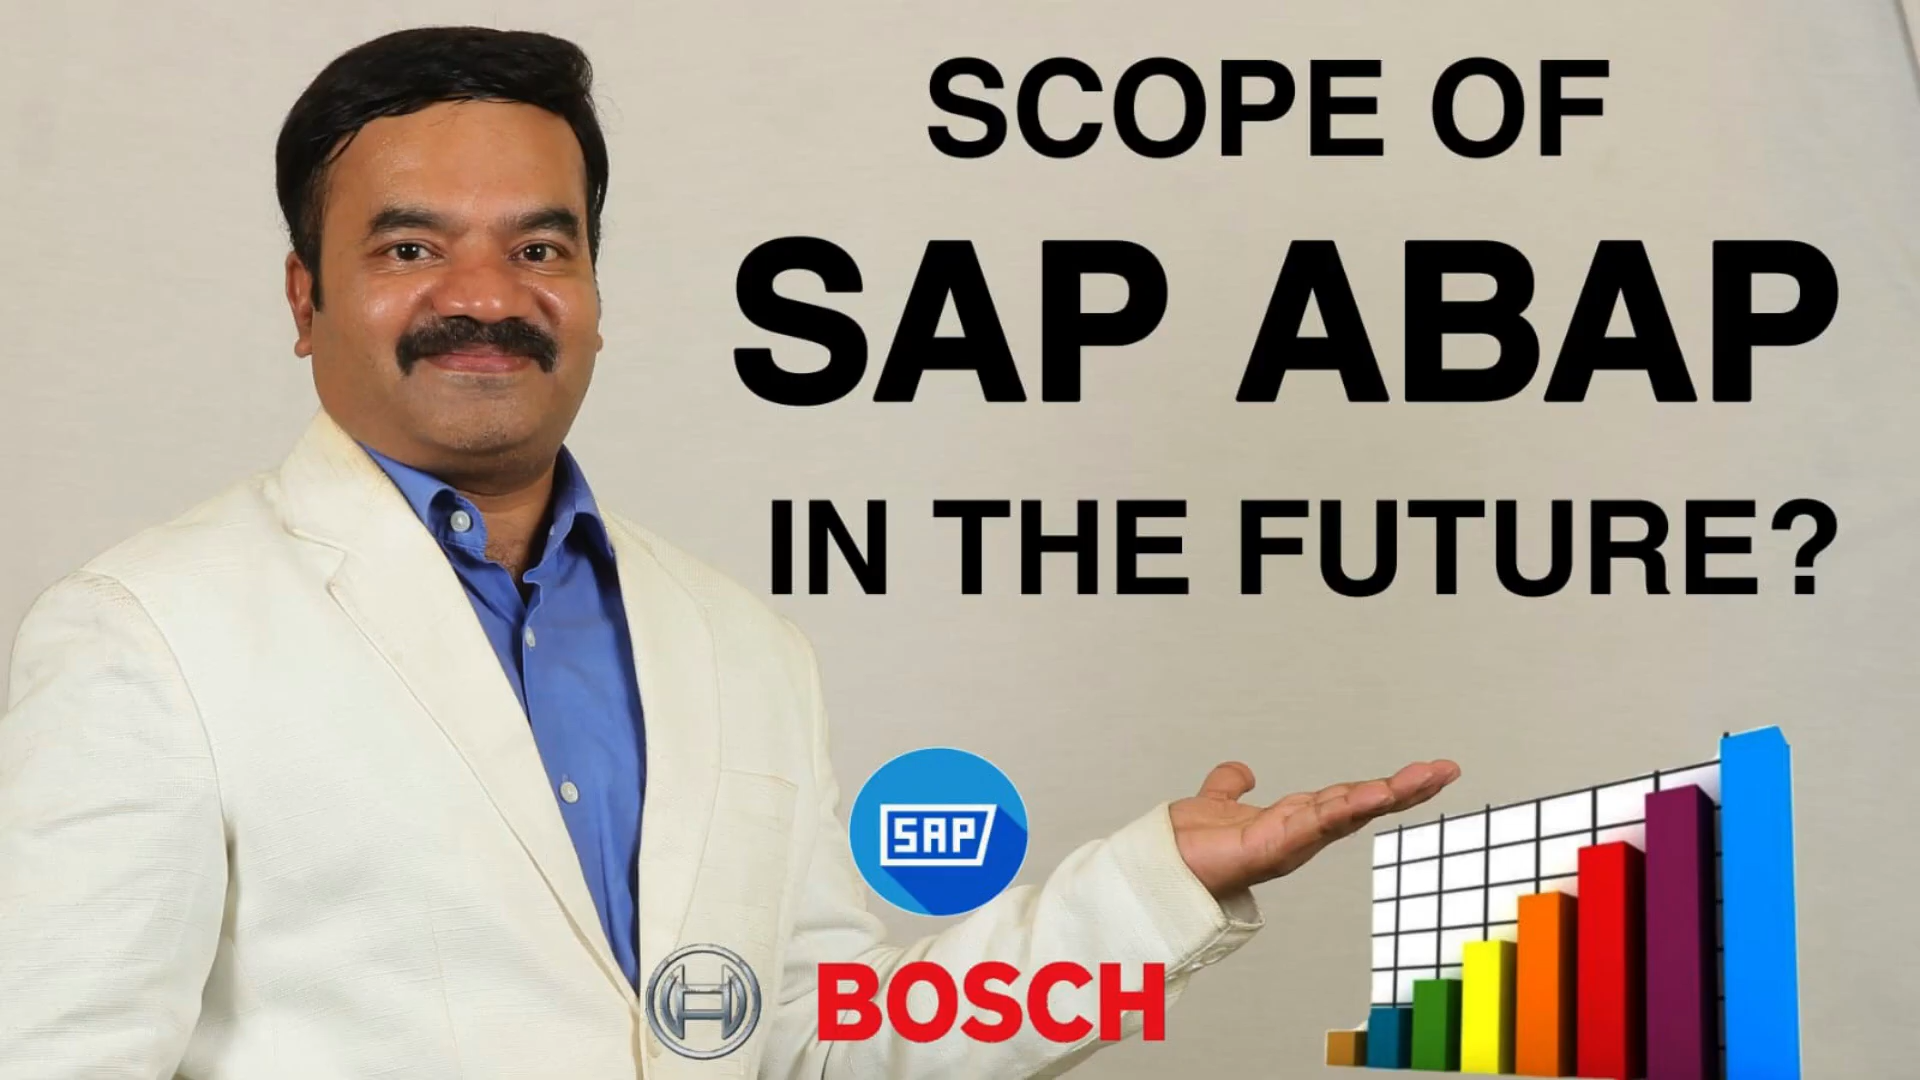 SCOPE OF
SAP ABAP
IN THE FUTURE?
SAP
BOSCH